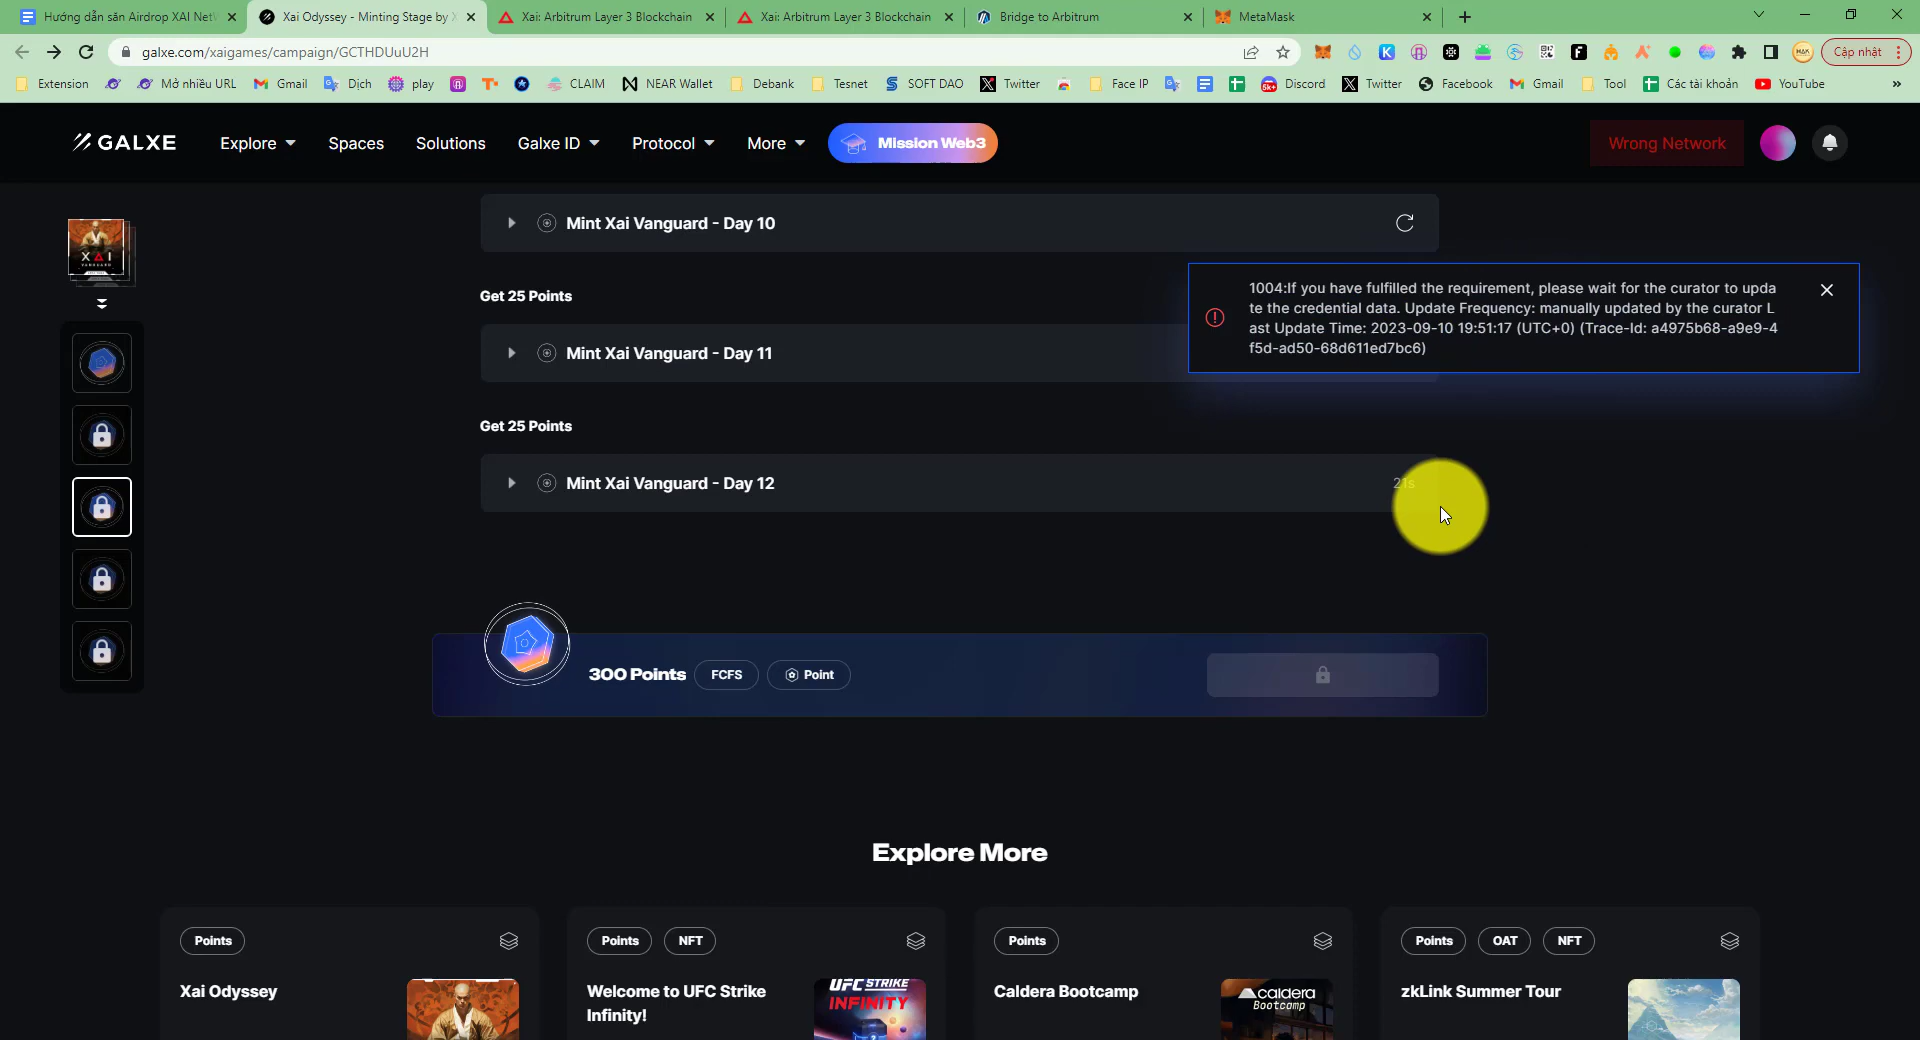 Hướng dẫn săn Airdrop XAI Net
Xai Odyssey - Minting Stage by X
Xai: Arbitrum Layer 3 Blockchain
Xai: Arbitrum Layer 3 Blockchain
Bridge to Arbitrum
MetaMask
galxe.com/xaigames/campaign/GCTHDUuU2H
Cập nhật
Extension
Mở nhiều URL
Gmail
Dịch
play
CLAIM
NEAR Wallet
Debank
Tesnet
SOFT DAO
Twitter
Face IP
Discord
Twitter
Facebook
Gmail
Tool
Các tài khoản
YouTube
GALXE
Explore
Spaces
Solutions
Galxe ID
Protocol
More
Mission Web3
Wrong Network
Mint Xai Vanguard - Day 10
1004:If you have fulfilled the requirement, please wait for the curator to upda
te the credential data. Update Frequency: manually updated by the curator L
ast Update Time: 2023-09-10 19:51:17 (UTC+0) (Trace-Id: a4975b68-a9e9-4
f5d-ad50-68d611ed7bc6)
Get 25 Points
Mint Xai Vanguard - Day 11
Get 25 Points
Mint Xai Vanguard - Day 12
21s
300 Points
FCFS
Point
Explore More
Points
Xai Odyssey
Points
NFT
Welcome to UFC Strike
Infinity!
UFC STRIKE
INFINITY
Points
Caldera Bootcamp
caldera
Bootcamp
Points
OAT
NFT
zkLink Summer Tour
XAI